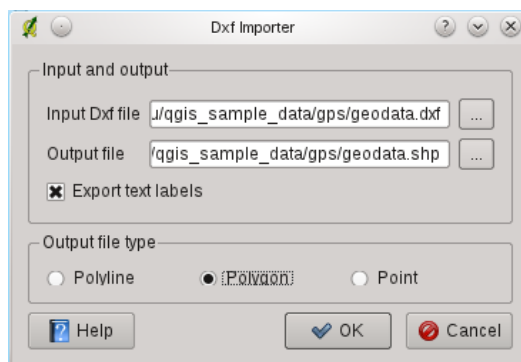 Dxf Importer
Input and output
Input Dxf file u/qgis_sample_data/gps/geodata.dxf ...
Output file /qgis_sample_data/gps/geodata.shp ...
Export text labels
Output file type
Polyline Polygon Point
Help OK Cancel